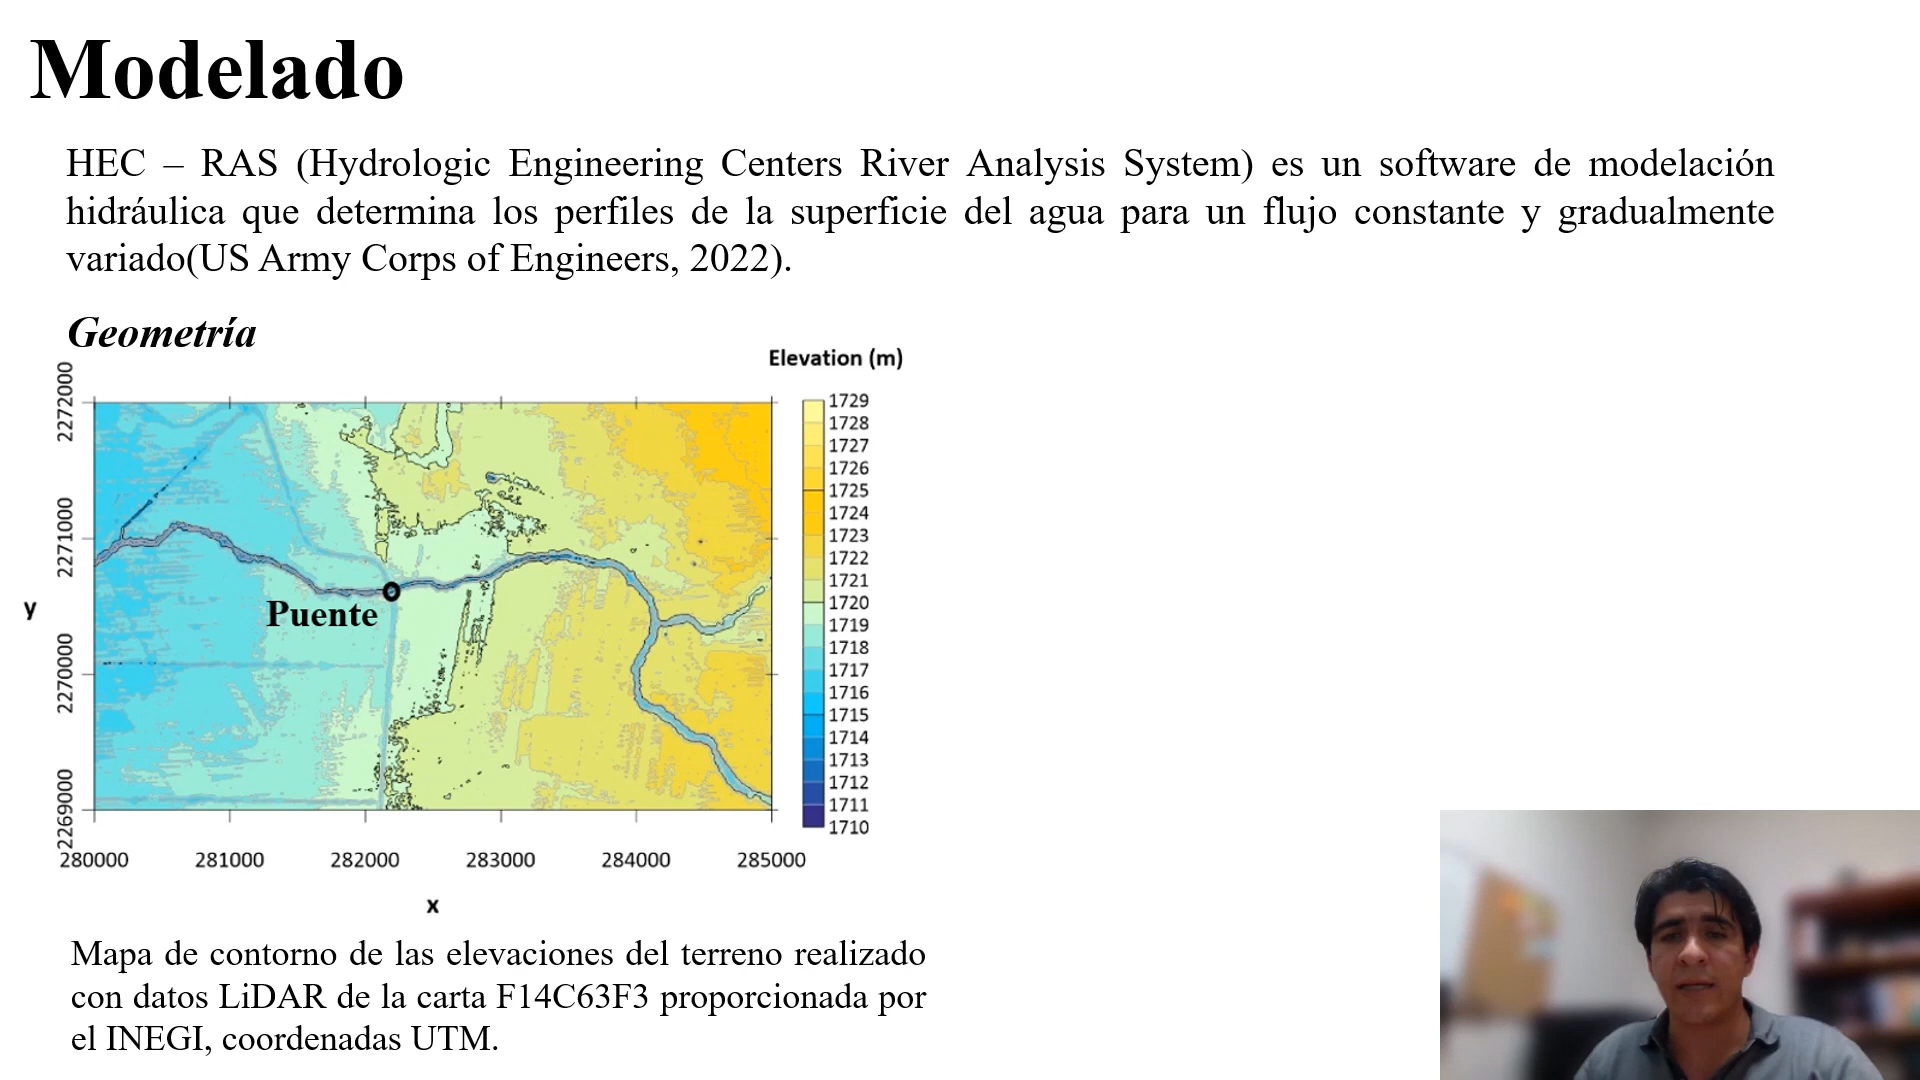 Modelado
HEC – RAS (Hydrologic Engineering Centers River Analysis System) es un software de modelación
hidráulica que determina los perfiles de la superficie del agua para un flujo constante y gradualmente
variado(US Army Corps of Engineers, 2022).
Geometría
Elevation (m)
2272000
2271000
2270000
2269000
y
Puente
1729
1728
1727
1726
1725
1724
1723
1722
1721
1720
1719
1718
1717
1716
1715
1714
1713
1712
1711
1710
280000 281000 282000 283000 284000 285000
x
Mapa de contorno de las elevaciones del terreno realizado
con datos LiDAR de la carta F14C63F3 proporcionada por
el INEGI, coordenadas UTM.